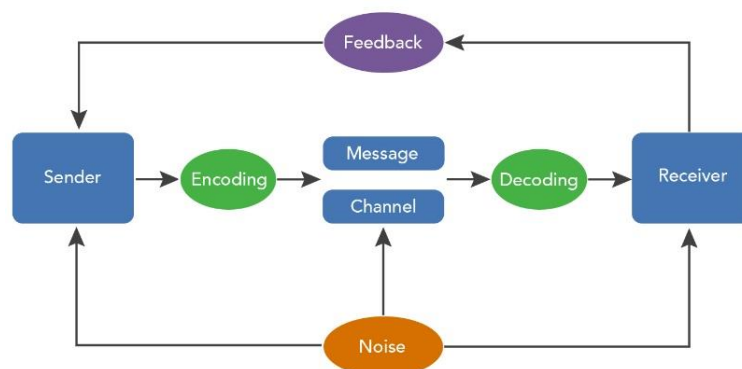 Feedback
Sender
Encoding
Message
Channel
Decoding
Receiver
Noise